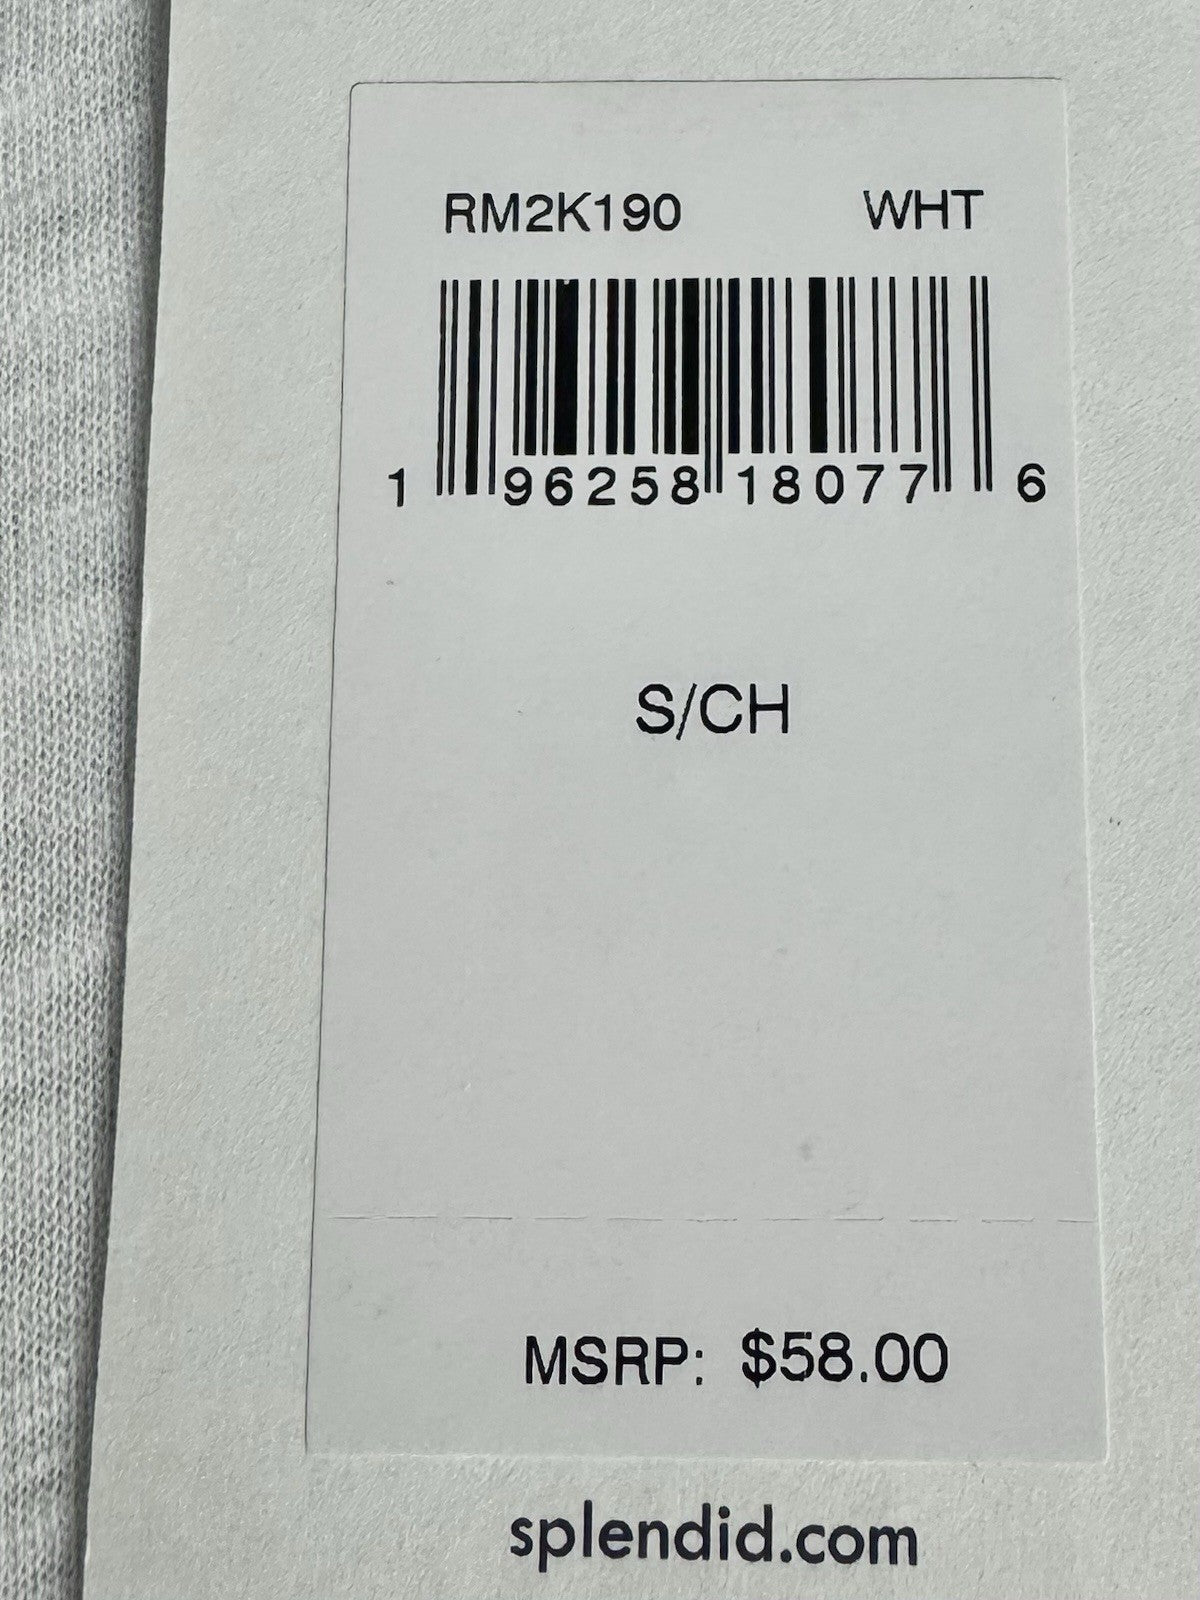 RM2K190 WHT
1 96258 18077 6
S/CH
MSRP: $58.00
splendid.com